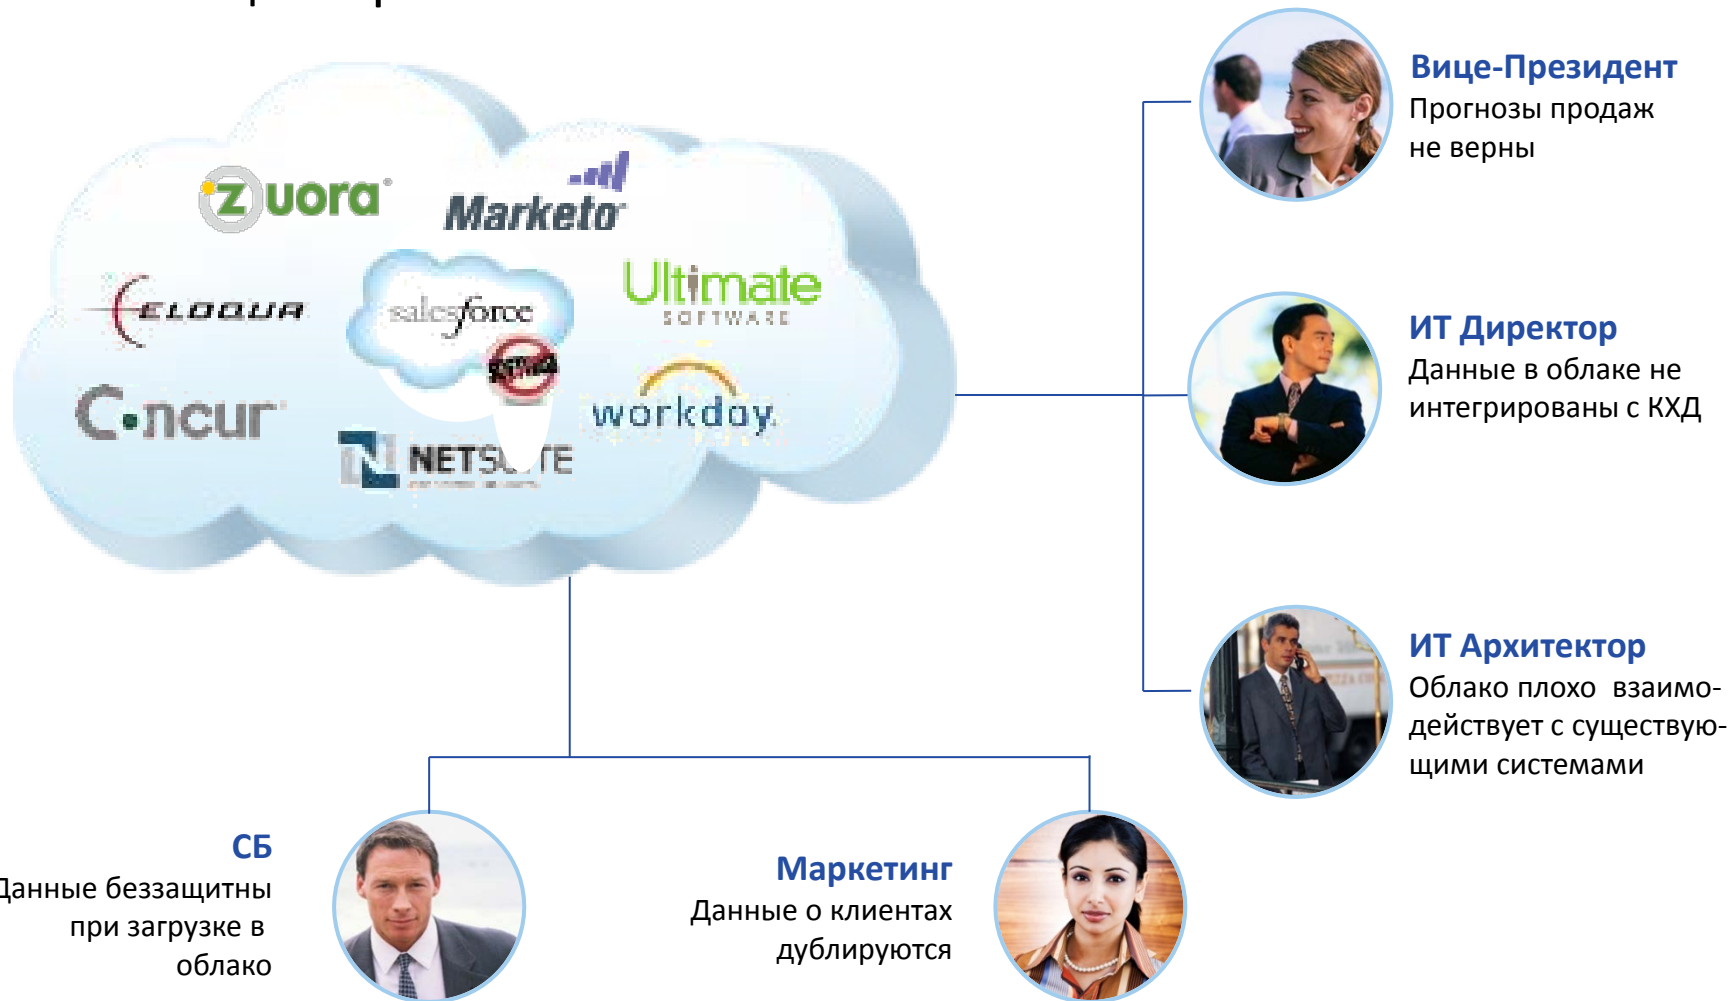 zuora
Marketo
ELOQUA
salesforce
Ultimate
SOFTWARE
Concur
workday.
NETSUITE
Вице-Президент
Прогнозы продаж
не верны
ИТ Директор
Данные в облаке не
интегрированы с КХД
ИТ Архитектор
Облако плохо взаимо-
действует с существую-
щими системами
СБ
Данные беззащитны
при загрузке в
облако
Маркетинг
Данные о клиентах
дублируются